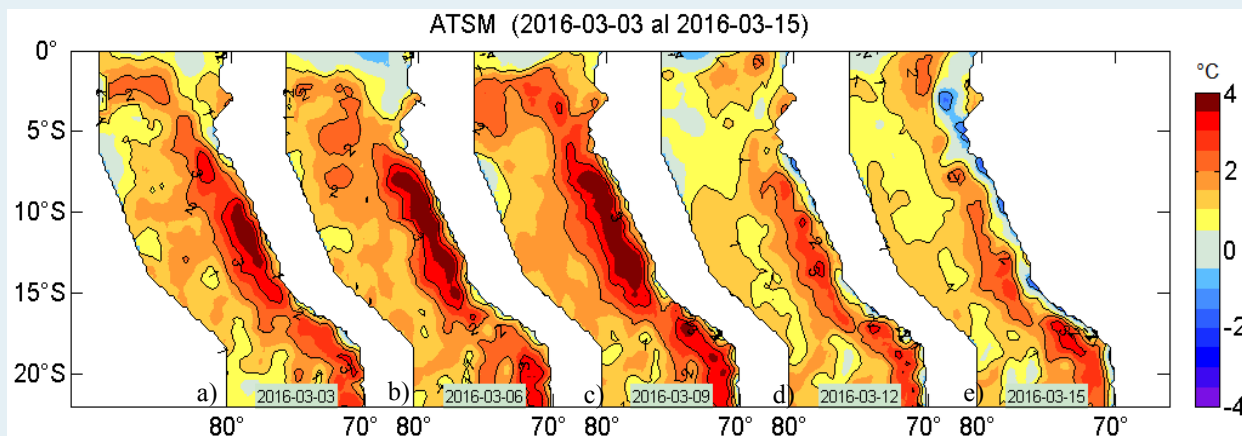 ATSM (2016-03-03 al 2016-03-15)
°C
0°
5°S
10°S
15°S
20°S
a) 2016-03-03
b) 2016-03-06
c) 2016-03-09
d) 2016-03-12
e) 2016-03-15
80° 70° 80° 70° 80° 70° 80° 70° 80° 70°
4
2
0
-2
-4